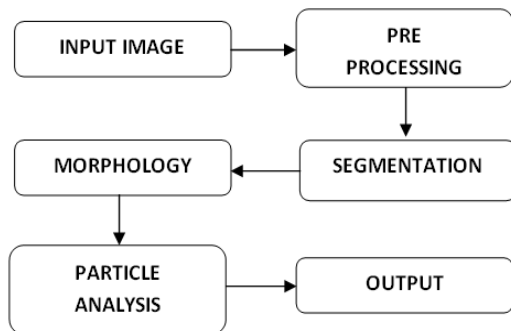 INPUT IMAGE
PRE
PROCESSING
SEGMENTATION
MORPHOLOGY
PARTICLE
ANALYSIS
OUTPUT